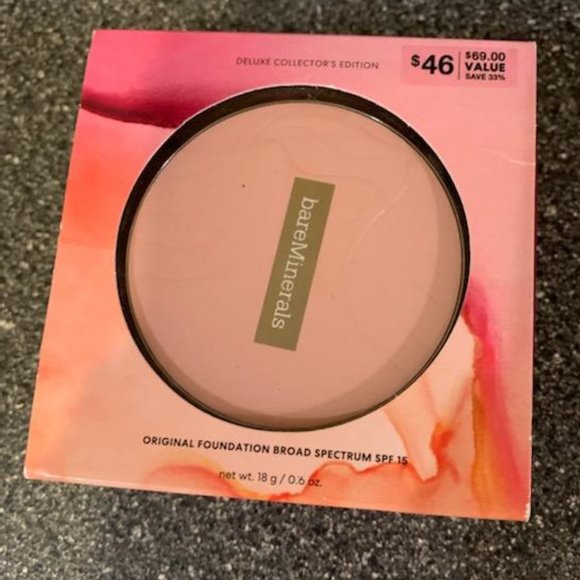 DELUXE COLLECTOR'S EDITION
$46
$69.00
VALUE
SAVE 33%
bareMinerals
ORIGINAL FOUNDATION BROAD SPECTRUM SPF 15
net wt. 18 g / 0.6 oz.